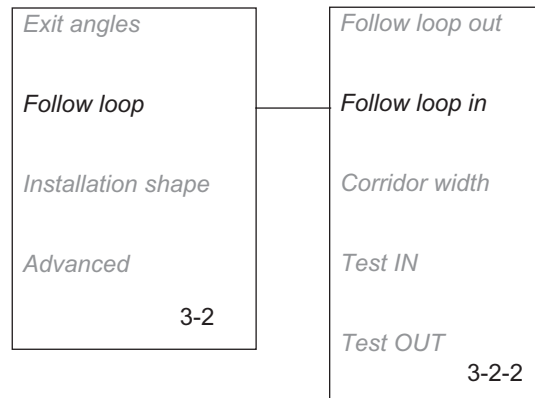 Exit angles
Follow loop
Installation shape
Advanced
3-2
Follow loop out
Follow loop in
Corridor width
Test IN
Test OUT
3-2-2